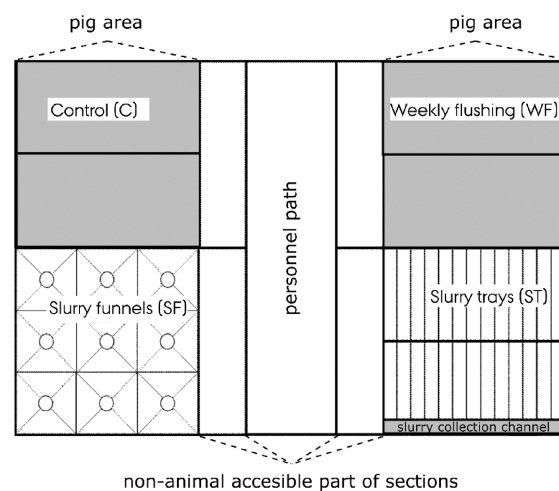 pig area
pig area
Control (C)
Weekly flushing (WF)
personnel path
Slurry funnels (SF)
Slurry trays (ST)
slurry collection channel
non-animal accesible part of sections